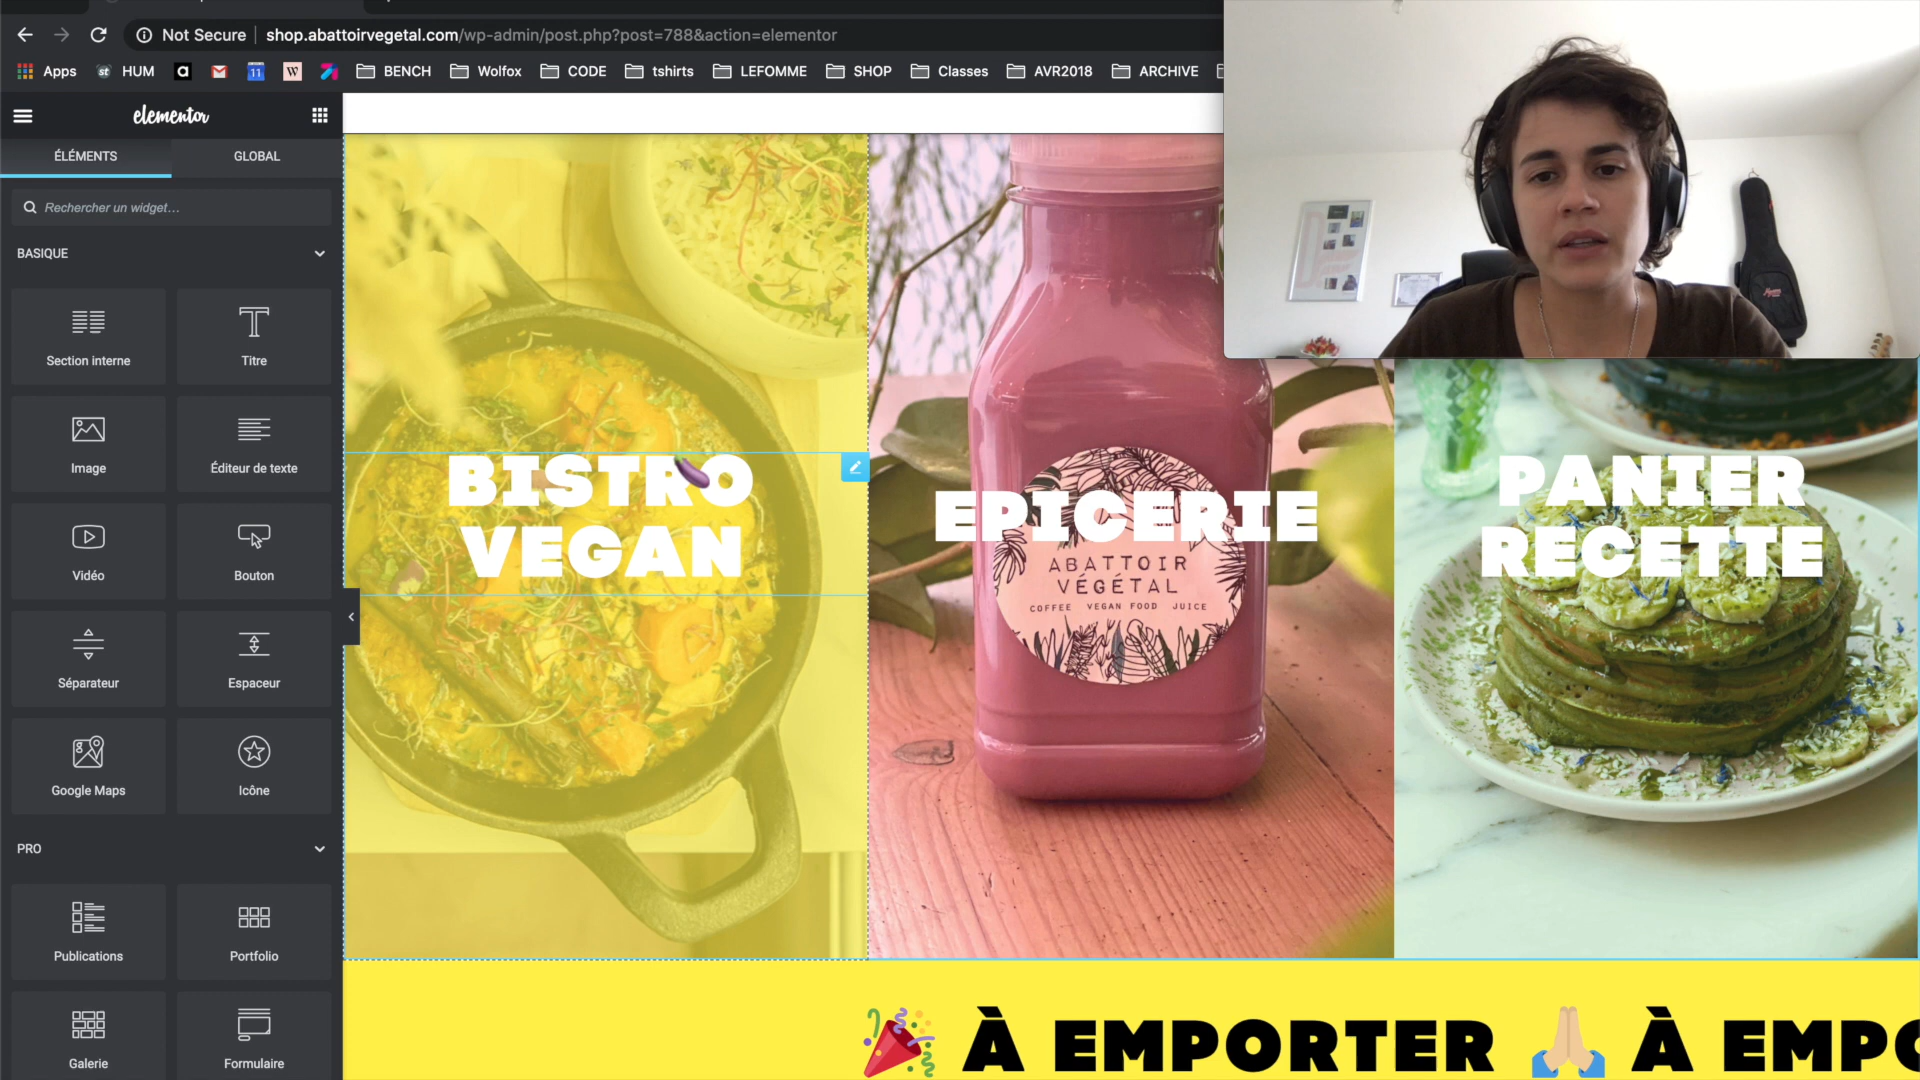 Not Secure shop.abattoirvegetal.com/wp-admin/post.php?post=788&action=elementor
Apps HUM BENCH Wolfox CODE tshirts LEFOMME SHOP Classes AVR2018 ARCHIVE
elementor
ÉLÉMENTS GLOBAL
Rechercher un widget…
BASIQUE
Section interne Titre
Image Éditeur de texte
Vidéo Bouton
Séparateur Espaceur
Google Maps Icône
PRO
Publications Portfolio
Galerie Formulaire
BISTRO
VEGAN
EPICERIE
ABATTOIR
VÉGÉTAL
COFFEE VEGAN FOOD JUICE
PANIER
RECETTE
🎉 À EMPORTER 🙏🏼 À EMPO